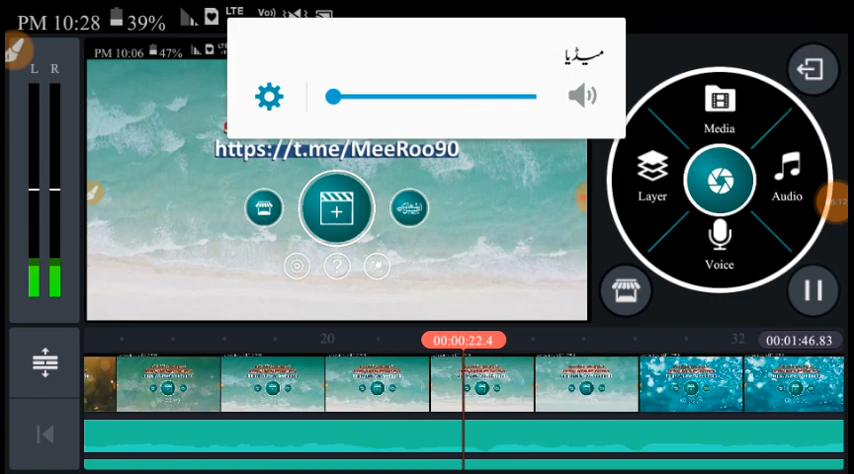 PM 10:28 39% LTE Vo))
L R
PM 10:06 47%
میڈیا
https://t.me/MeeRoo90
?
Media
Layer
Audio
Voice
20
00:00:22.4
32
00:01:46.83